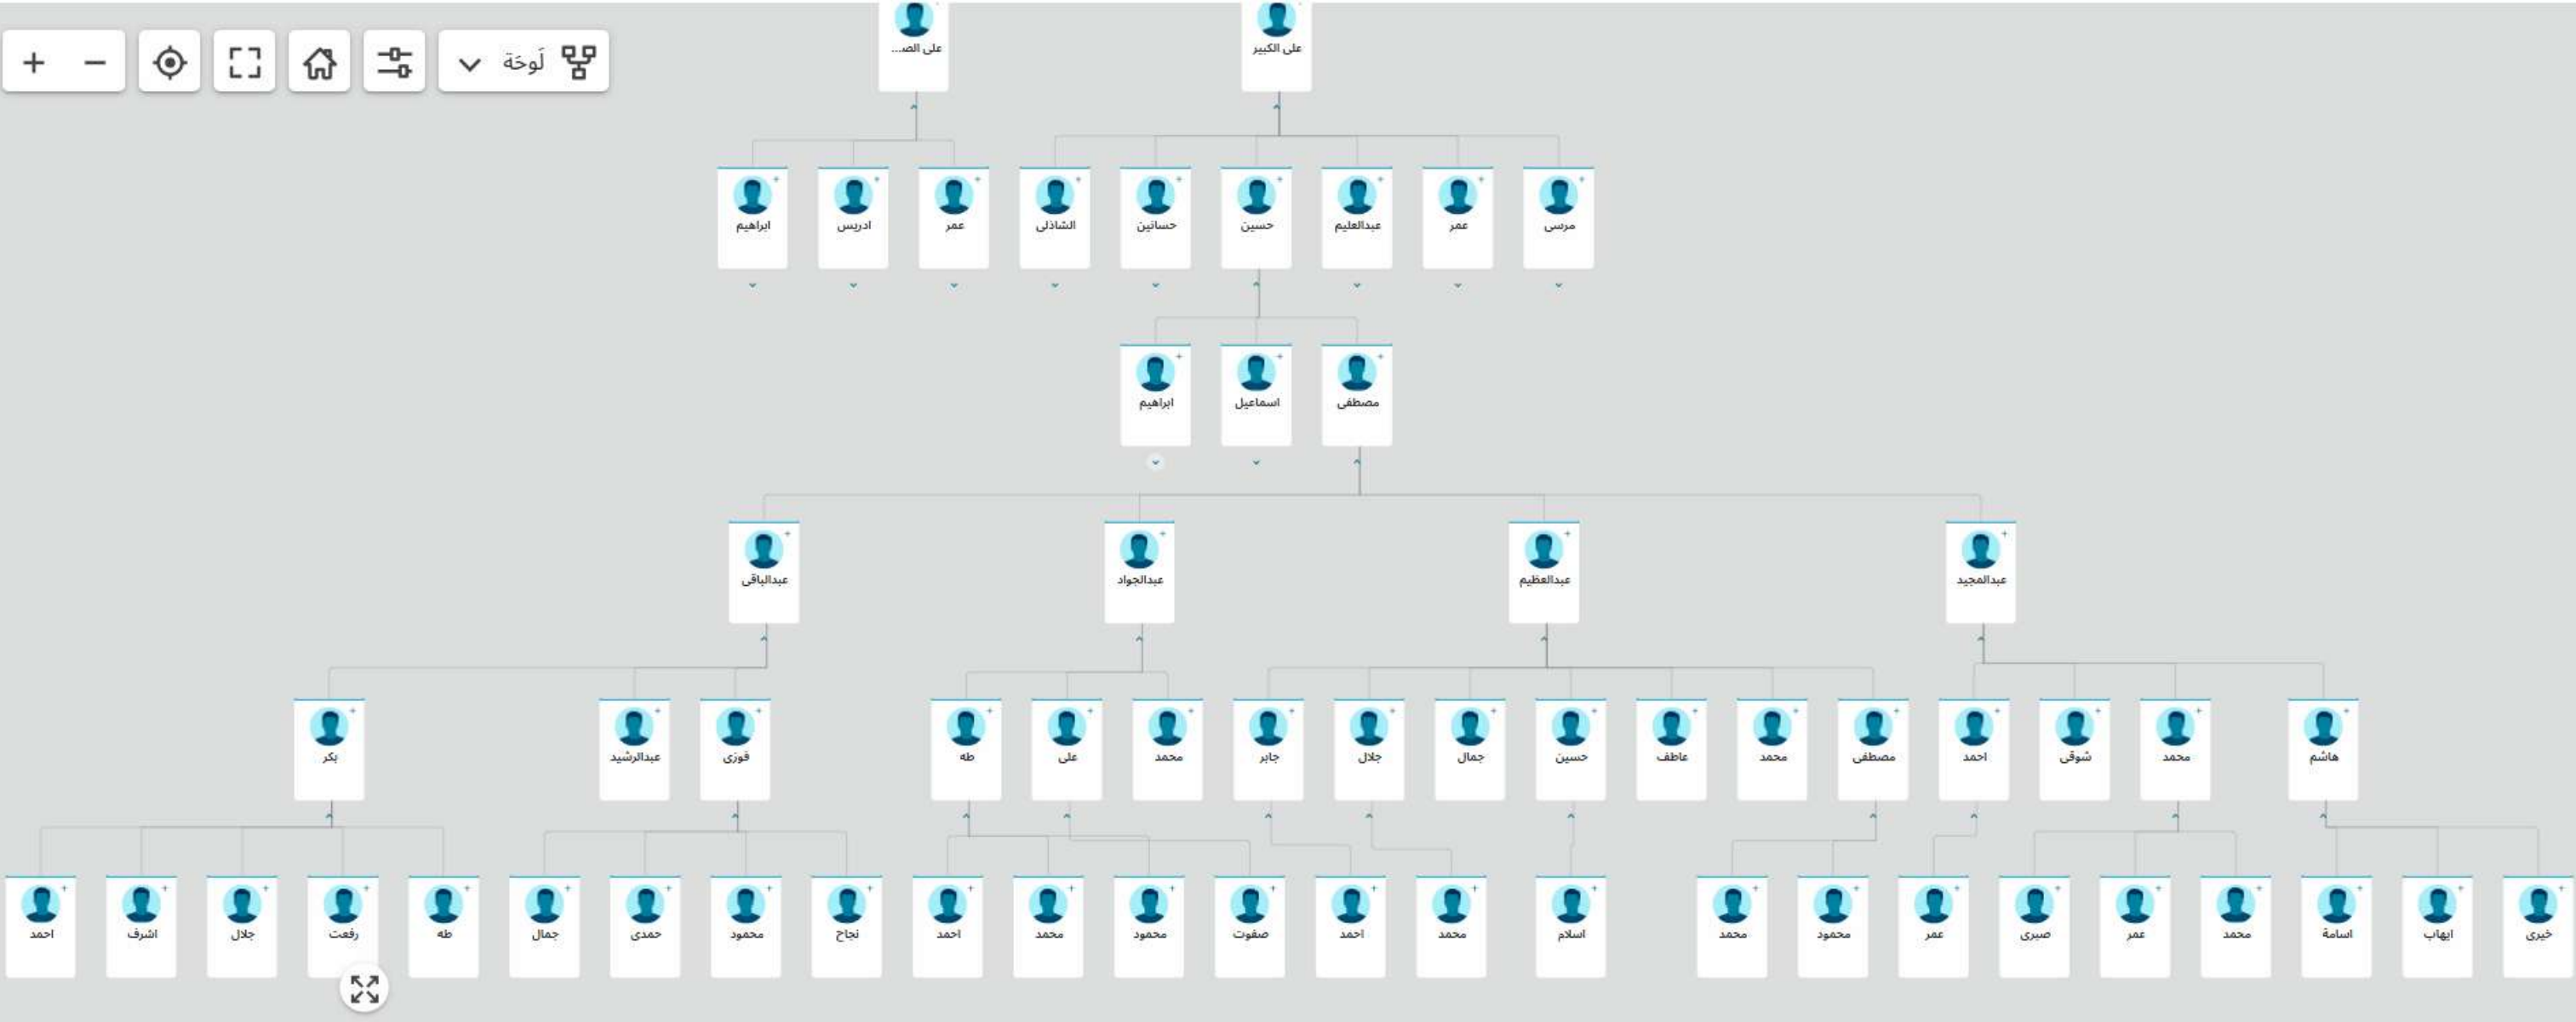 لَوحَة
على الصـ...
على الكبير
ابراهيم
ادريس
عمر
الشاذلى
حسانين
حسين
عبدالعليم
عمر
مرسى
ابراهيم
اسماعيل
مصطفى
عبدالباقى
عبدالجواد
عبدالعظيم
عبدالمجيد
بكر
عبدالرشيد
فوزى
طه
على
محمد
جابر
جلال
جمال
حسين
عاطف
محمد
مصطفى
احمد
شوقى
محمد
هاشم
احمد
اشرف
جلال
رفعت
طه
جمال
حمدى
محمود
نجاح
احمد
محمد
محمود
صفوت
احمد
محمد
اسلام
محمد
محمود
عمر
صبرى
عمر
محمد
اسامة
ايهاب
خيرى